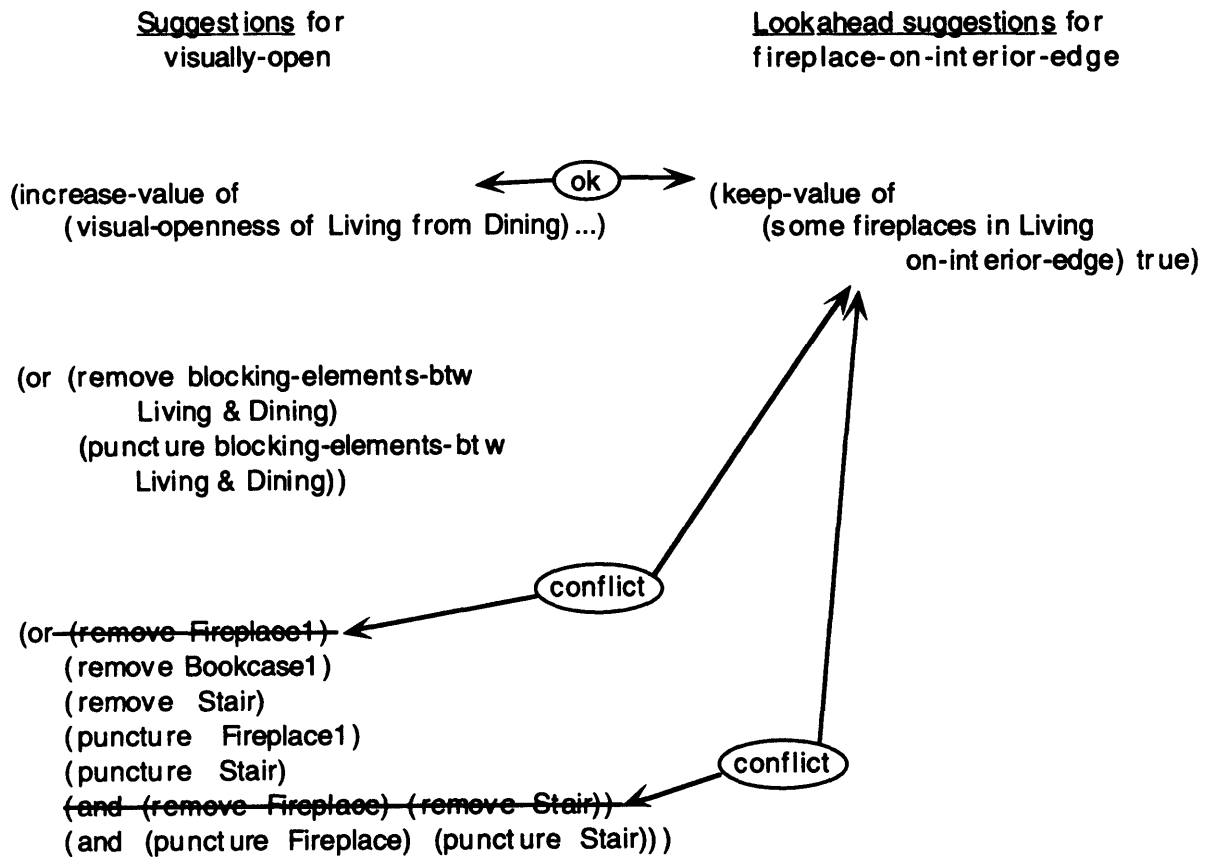 Suggestions for
visually-open
Lookahead suggestions for
fireplace-on-interior-edge
ok
(increase-value of
(visual-openness of Living from Dining) ...)
(keep-value of
(some fireplaces in Living
on-interior-edge) true)
(or (remove blocking-elements-btw
Living & Dining)
(puncture blocking-elements-btw
Living & Dining))
conflict
(or (remove Fireplace1)
(remove Bookcase1)
(remove Stair)
(puncture Fireplace1)
(puncture Stair)
conflict
(and (remove Fireplace) (remove Stair))
(and (puncture Fireplace) (puncture Stair)))